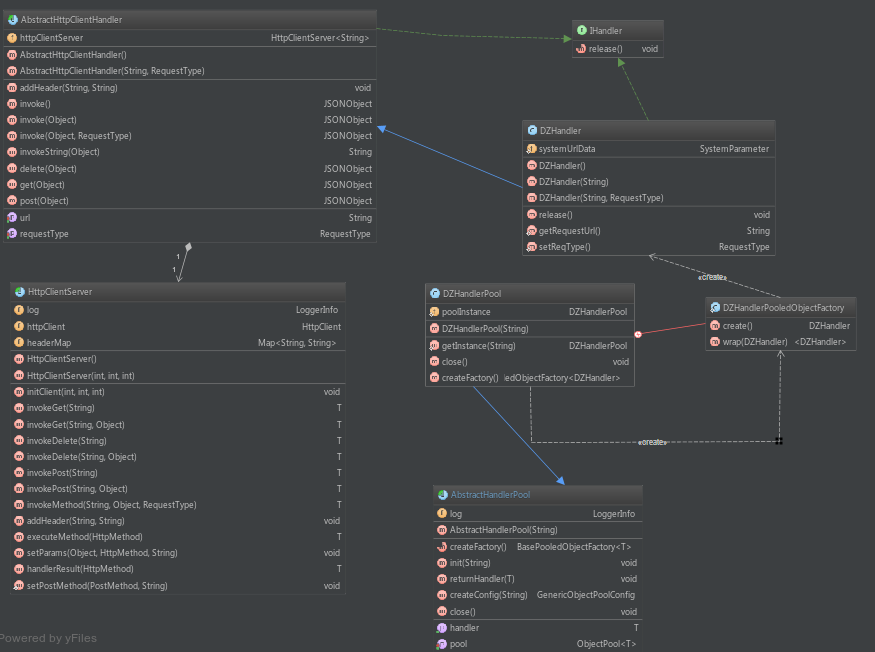 AbstractHttpClientHandler
httpClientServer HttpClientServer<String>
AbstractHttpClientHandler()
AbstractHttpClientHandler(String, RequestType)
addHeader(String, String) void
invoke() JSONObject
invoke(Object) JSONObject
invoke(Object, RequestType) JSONObject
invokeString(Object) String
delete(Object) JSONObject
get(Object) JSONObject
post(Object) JSONObject
url String
requestType RequestType
IHandler
release() void
DZHandler
systemUrlData SystemParameter
DZHandler()
DZHandler(String)
DZHandler(String, RequestType)
release() void
getRequestUrl() String
setReqType() RequestType
1
1
«create»
HttpClientServer
log LoggerInfo
httpClient HttpClient
headerMap Map<String, String>
HttpClientServer()
HttpClientServer(int, int, int)
initClient(int, int, int) void
invokeGet(String) T
invokeGet(String, Object) T
invokeDelete(String) T
invokeDelete(String, Object) T
invokePost(String) T
invokePost(String, Object) T
invokeMethod(String, Object, RequestType) T
addHeader(String, String) void
executeMethod(HttpMethod) T
setParams(Object, HttpMethod, String) void
handlerResult(HttpMethod) T
setPostMethod(PostMethod, String) void
DZHandlerPool
poolInstance DZHandlerPool
DZHandlerPool(String)
getInstance(String) DZHandlerPool
close() void
createFactory() ledObjectFactory<DZHandler>
DZHandlerPooledObjectFactory
create() DZHandler
wrap(DZHandler) <DZHandler>
«create»
AbstractHandlerPool
log LoggerInfo
AbstractHandlerPool(String)
createFactory() BasePooledObjectFactory<T>
init(String) void
returnHandler(T) void
createConfig(String) GenericObjectPoolConfig
close() void
handler T
pool ObjectPool<T>
Powered by yFiles